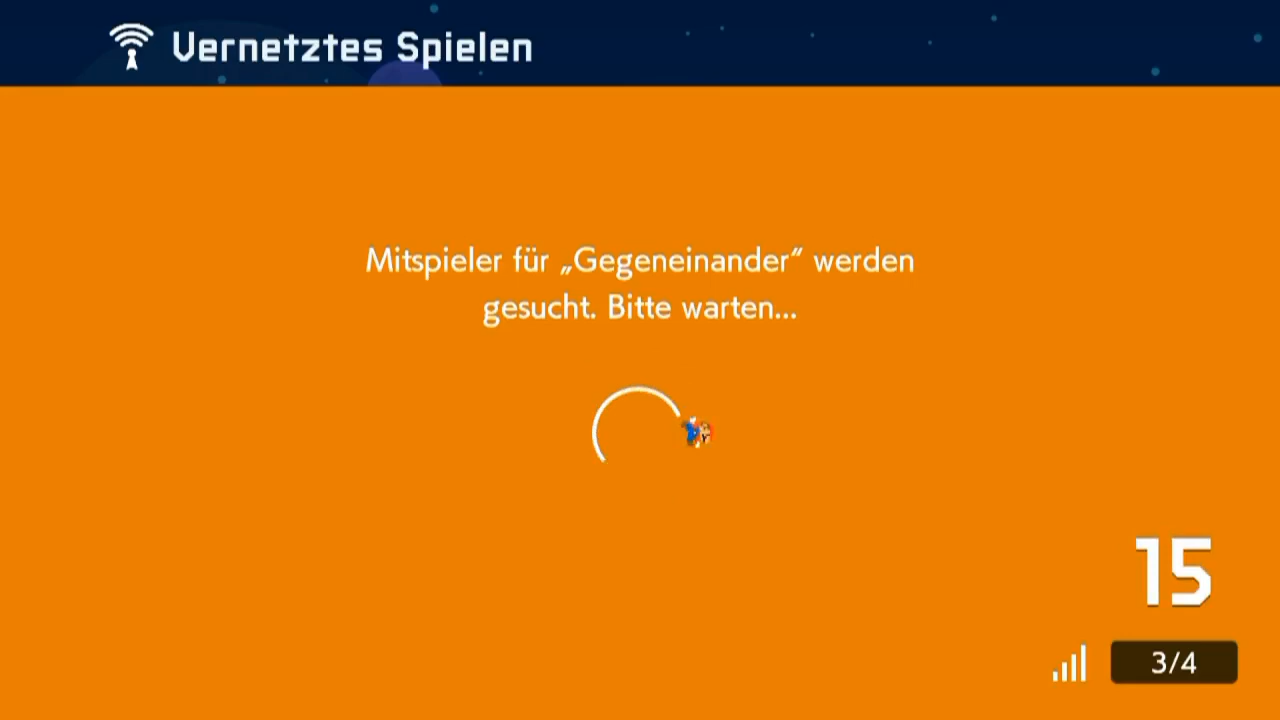 Vernetztes Spielen
Mitspieler für „Gegeneinander“ werden
gesucht. Bitte warten...
15
3/4